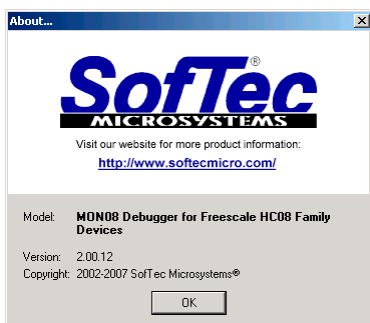 About...
SofTec®
MICROSYSTEMS
Visit our website for more product information:
http://www.softecmicro.com/
Model: MON08 Debugger for Freescale HC08 Family
Devices
Version: 2.00.12
Copyright: 2002-2007 SofTec Microsystems®
OK